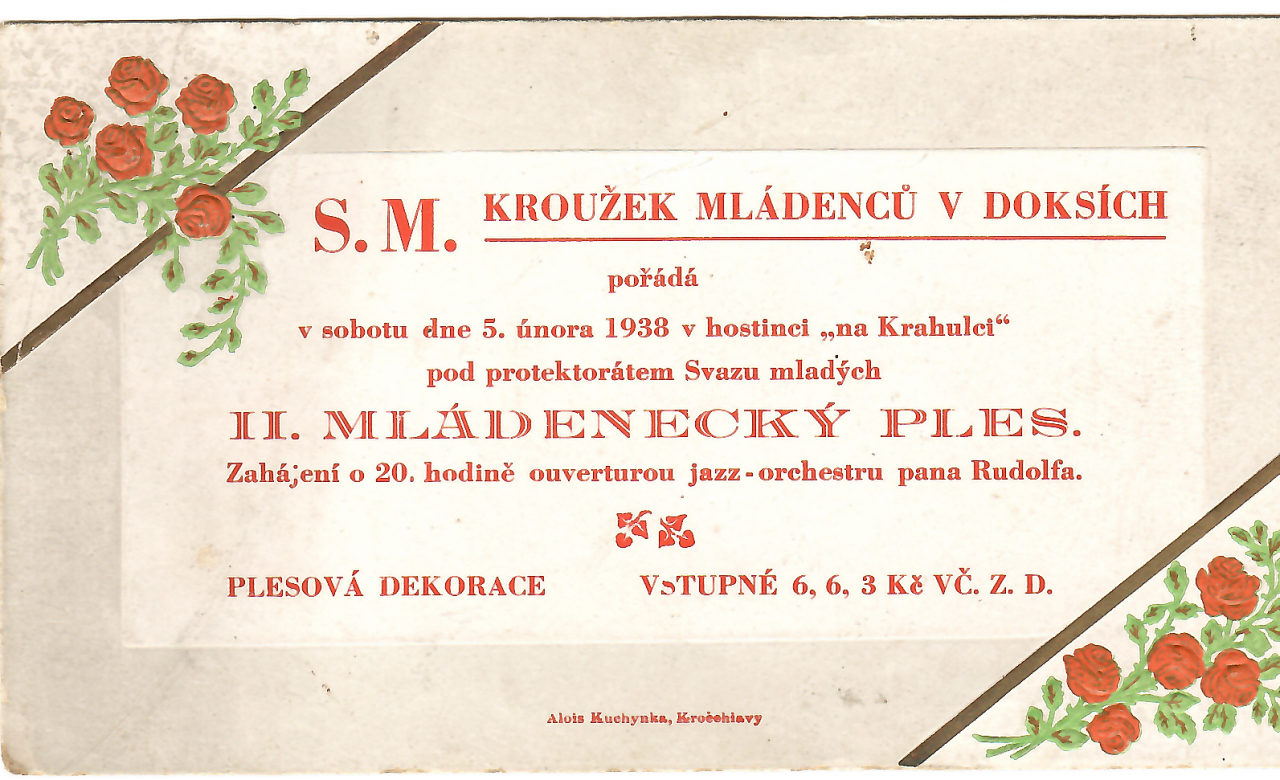 S. M. KROUŽEK MLÁDENCŮ V DOKSÍCH
pořádá
v sobotu dne 5. února 1938 v hostinci „na Krahulci“
pod protektorátem Svazu mladých
II. MLÁDENECKÝ PLES.
Zahájení o 20. hodině ouverturou jazz-orchestru pana Rudolfa.
PLESOVÁ DEKORACE VSTUPNÉ 6, 6, 3 Kč VČ. Z. D.
Alois Kuchynka, Kročehlavy